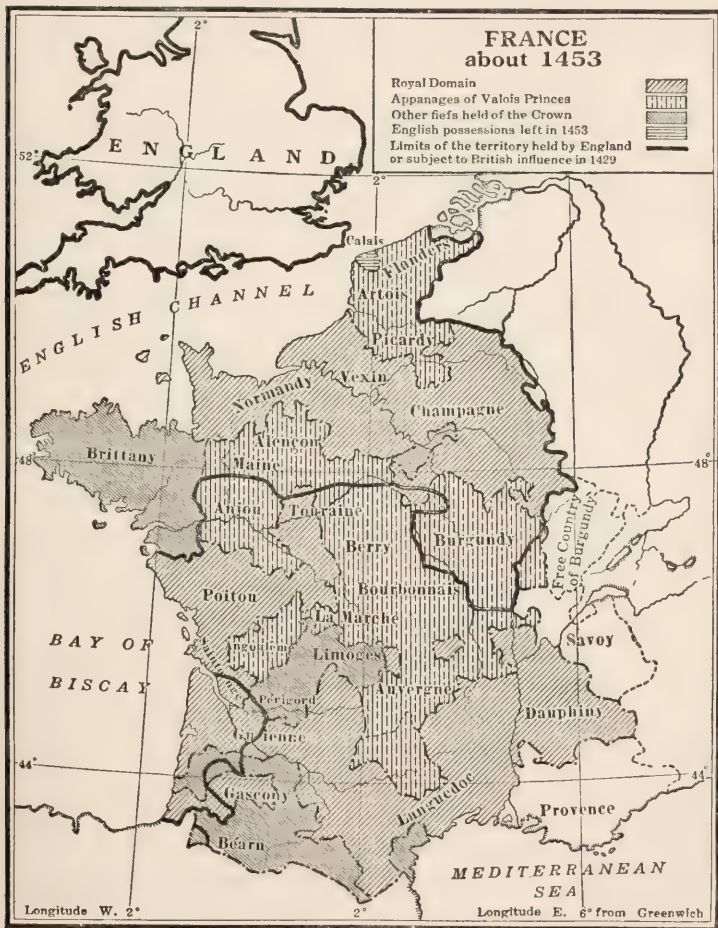 FRANCE
about 1453
Royal Domain
Appanages of Valois Princes
Other fiefs held of the Crown
English possessions left in 1453
Limits of the territory held by England
or subject to British influence in 1429
2°
52°
ENGLAND
2°
Calais
Flanders
Artois
ENGLISH CHANNEL
Picardy
Vexin
Normandy
Champagne
Alençon
Brittany
Maine
48°
48°
Anjou
Touraine
Free Country
of Burgundy
Berry
Burgundy
Poitou
Bourbonnais
La Marche
Savoy
BAY OF
BISCAY
Angoulême
Limoges
Saintonge
Périgord
Auvergne
Dauphiny
Guienne
44°
44°
Gascony
Languedoc
Provence
Béarn
MEDITERRANEAN
SEA
Longitude W. 2°
2°
Longitude E. 6° from Greenwich